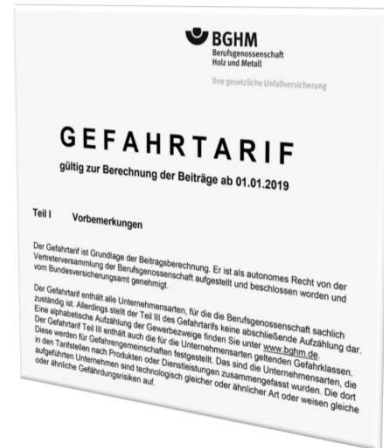 BGHM
Berufsgenossenschaft
Holz und Metall
Ihre gesetzliche Unfallversicherung
GEFAHRTARIF
gültig zur Berechnung der Beiträge ab 01.01.2019
Teil I Vorbemerkungen
Der Gefahrtarif ist Grundlage der Beitragsberechnung. Er ist als autonomes Recht von der
Vertreterversammlung der Berufsgenossenschaft aufgestellt und beschlossen worden und
vom Bundesversicherungsamt genehmigt.
Der Gefahrtarif enthält alle Unternehmensarten, für die die Berufsgenossenschaft sachlich
zuständig ist. Allerdings stellt der Teil III des Gefahrtarifs keine abschließende Aufzählung dar.
Eine alphabetische Aufzählung der Gewerbezweige finden Sie unter www.bghm.de.
Der Gefahrtarif Teil III enthält auch die für die Unternehmensarten geltenden Gefahrklassen.
Diese werden für Gefahrengemeinschaften festgestellt. Das sind die Unternehmensarten, die
in den Tarifstellen nach Produkten oder Dienstleistungen zusammengefasst wurden. Die dort
aufgeführten Unternehmen sind technologisch gleicher oder ähnlicher Art oder weisen gleiche
oder ähnliche Gefährdungsrisiken auf.